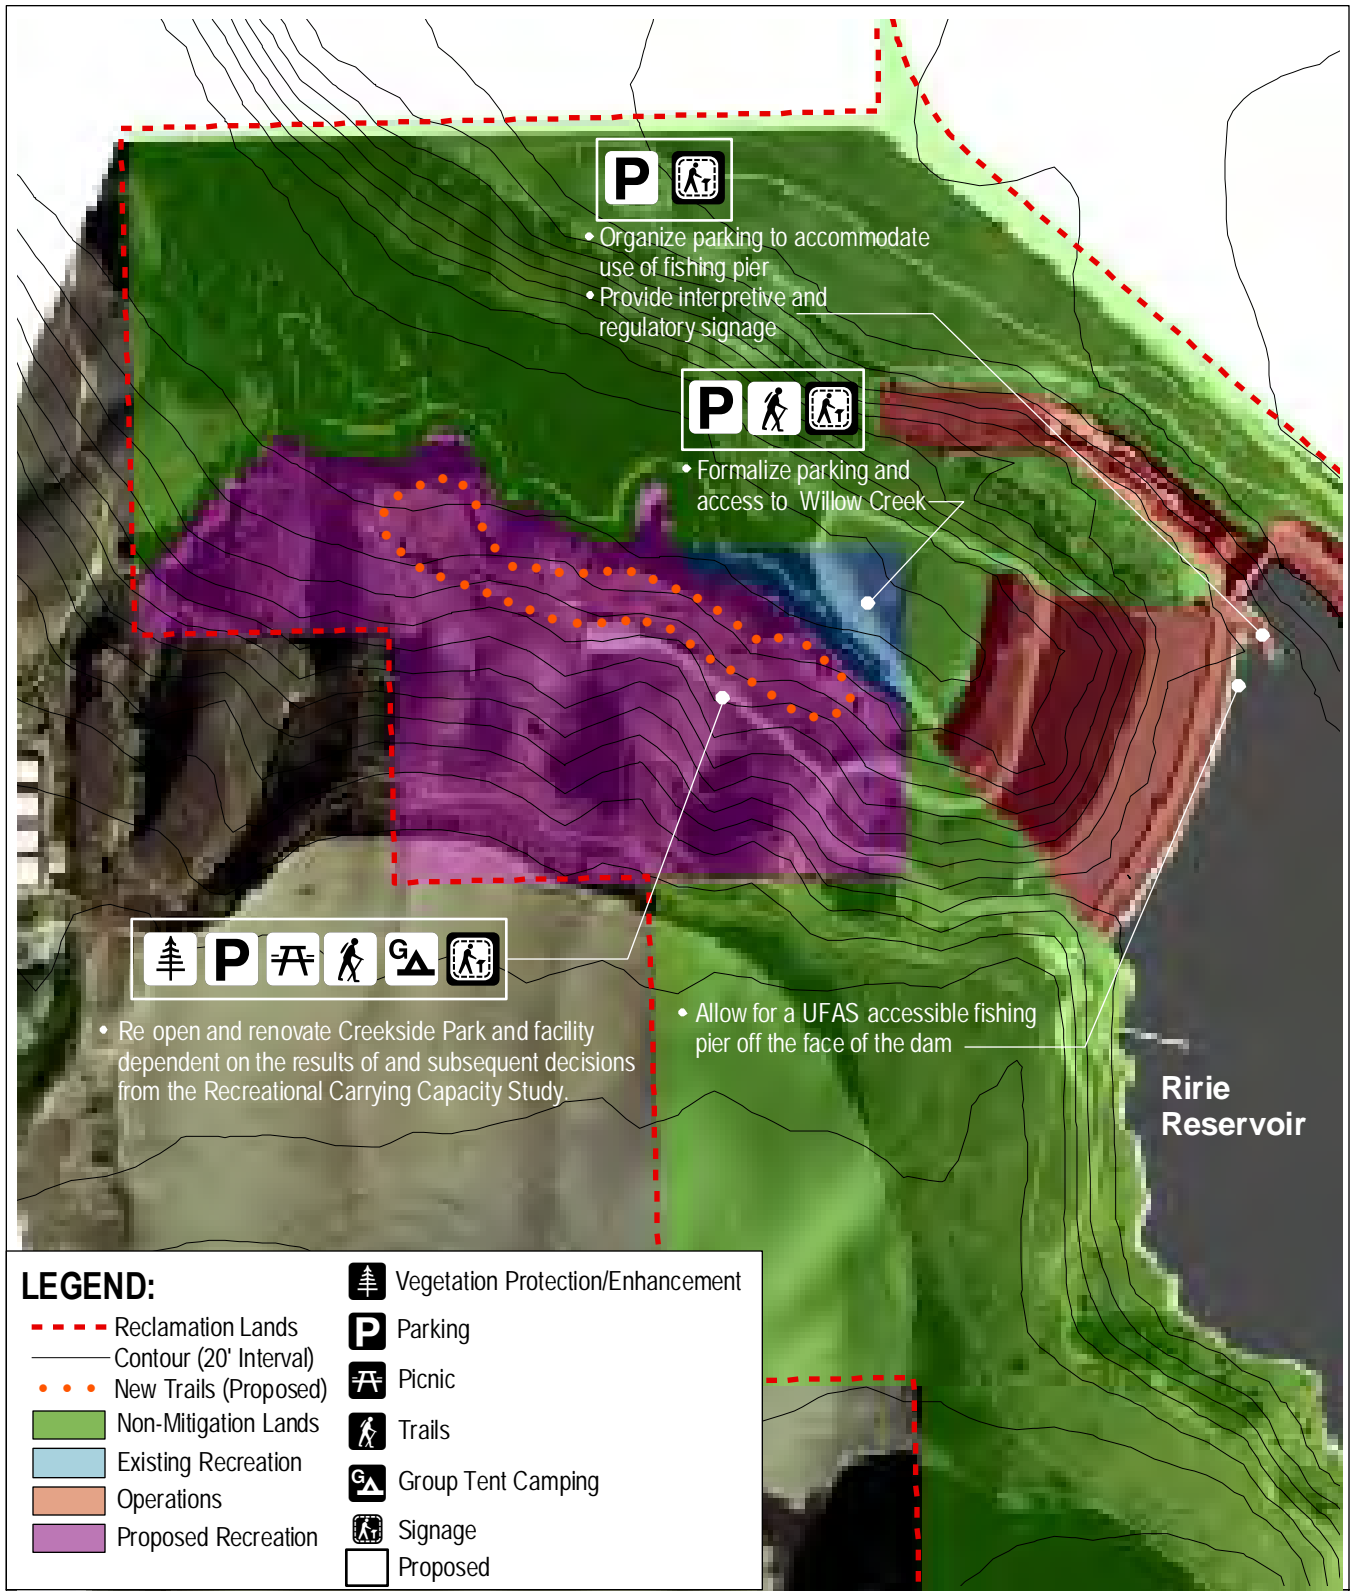 P
• Organize parking to accommodate
use of fishing pier
• Provide interpretive and
regulatory signage
P
• Formalize parking and
access to Willow Creek
P G
• Re open and renovate Creekside Park and facility
dependent on the results of and subsequent decisions
from the Recreational Carrying Capacity Study.
• Allow for a UFAS accessible fishing
pier off the face of the dam
Ririe
Reservoir
LEGEND:
Reclamation Lands
Contour (20' Interval)
New Trails (Proposed)
Non-Mitigation Lands
Existing Recreation
Operations
Proposed Recreation
Vegetation Protection/Enhancement
P Parking
Picnic
Trails
G Group Tent Camping
Signage
Proposed